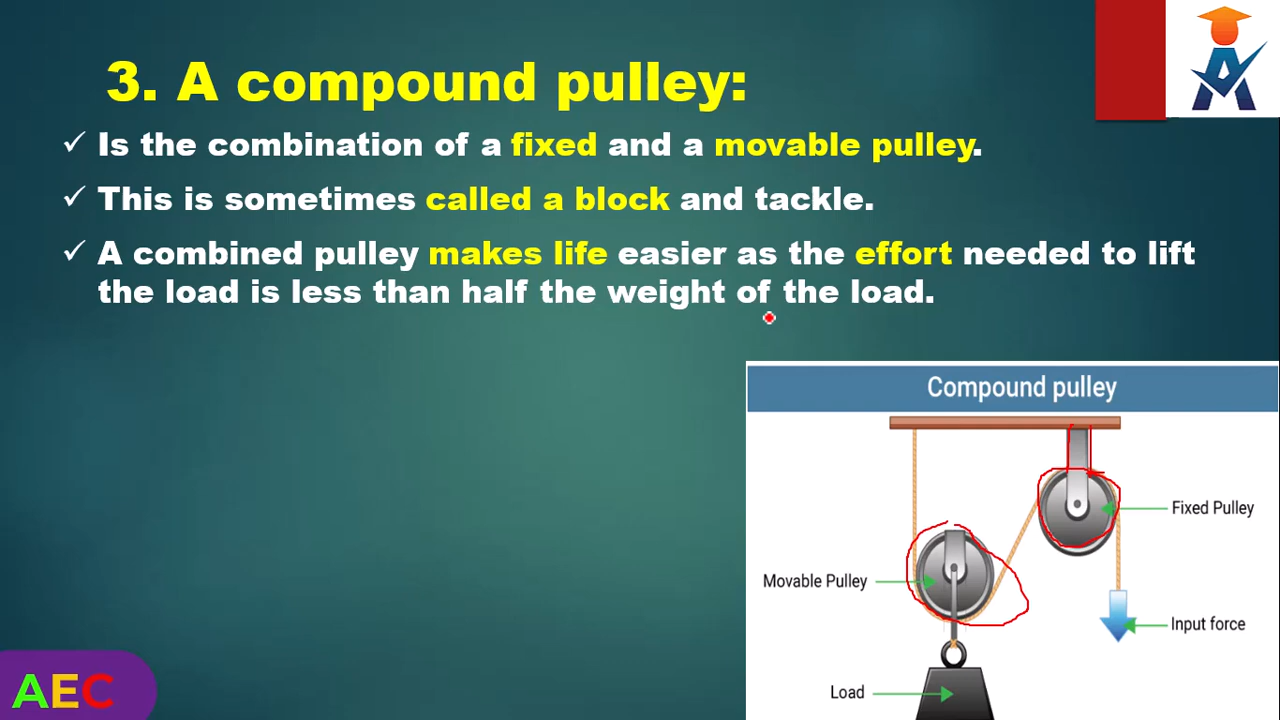 3. A compound pulley:
✓ Is the combination of a fixed and a movable pulley.
✓ This is sometimes called a block and tackle.
✓ A combined pulley makes life easier as the effort needed to lift
the load is less than half the weight of the load.
Compound pulley
Fixed Pulley
Movable Pulley
Input force
Load
AEC